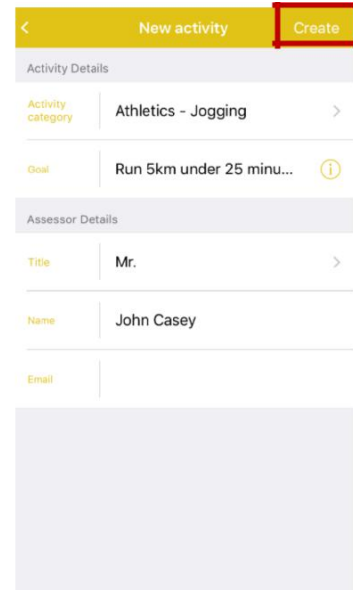 New activity Create
Activity Details
Activity
category
Athletics - Jogging
Goal Run 5km under 25 minu...
Assessor Details
Title Mr.
Name John Casey
Email